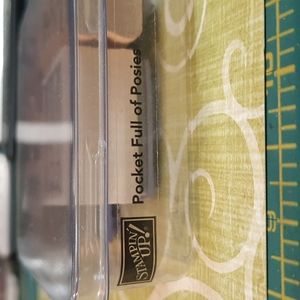 STAMPIN' UP!
Pocket Full of Posies